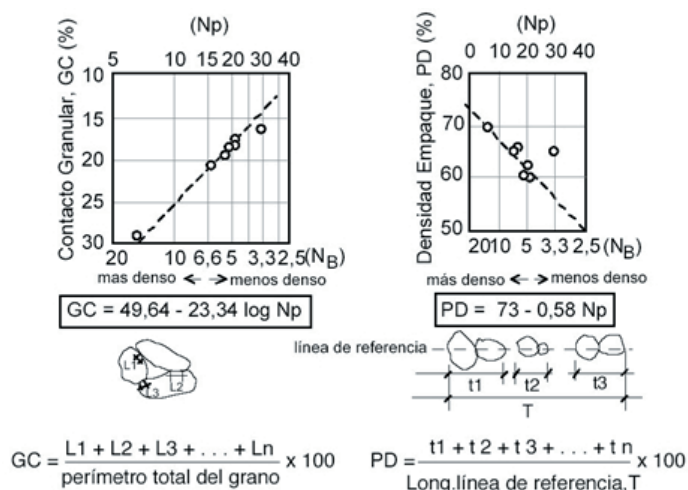 (Np)
5 10 15 20 30 40
Contacto Granular, GC (%)
10
15
20
25
30
20 10 6,6 5 3,3 2,5 (NB)
mas denso menos denso
GC = 49,64 - 23,34 log Np
L1
L2
L3
GC = L1 + L2 + L3 + . . . + Ln x 100
perímetro total del grano
(Np)
0 10 20 30 40
Densidad Empaque, PD (%)
80
70
60
50
20 10 5 3,3 2,5 (NB)
más denso menos denso
PD = 73 - 0,58 Np
línea de referencia
t1 t2 t3
T
PD = t1 + t 2 + t 3 + . . . + t n x 100
Long.línea de referencia,T